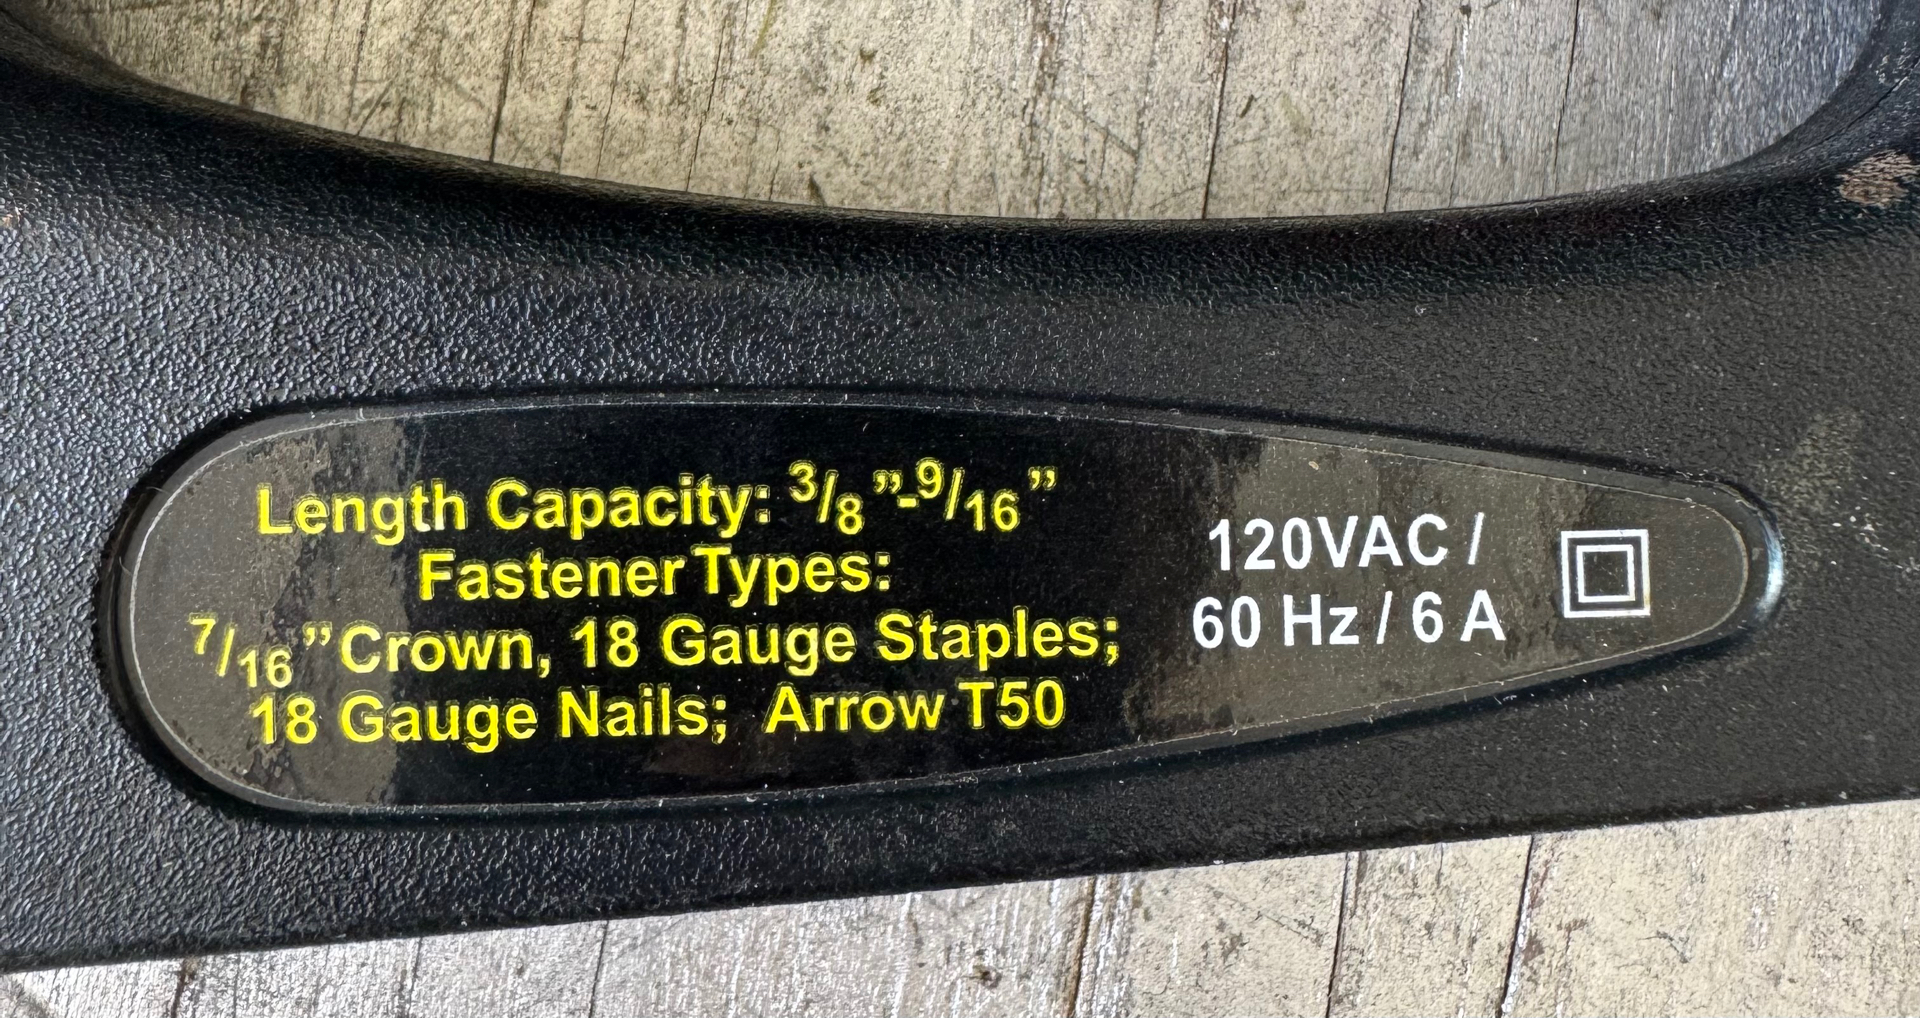 Length Capacity: 3/8”-9/16”
Fastener Types:
7/16” Crown, 18 Gauge Staples;
18 Gauge Nails; Arrow T50
120VAC /
60 Hz / 6 A